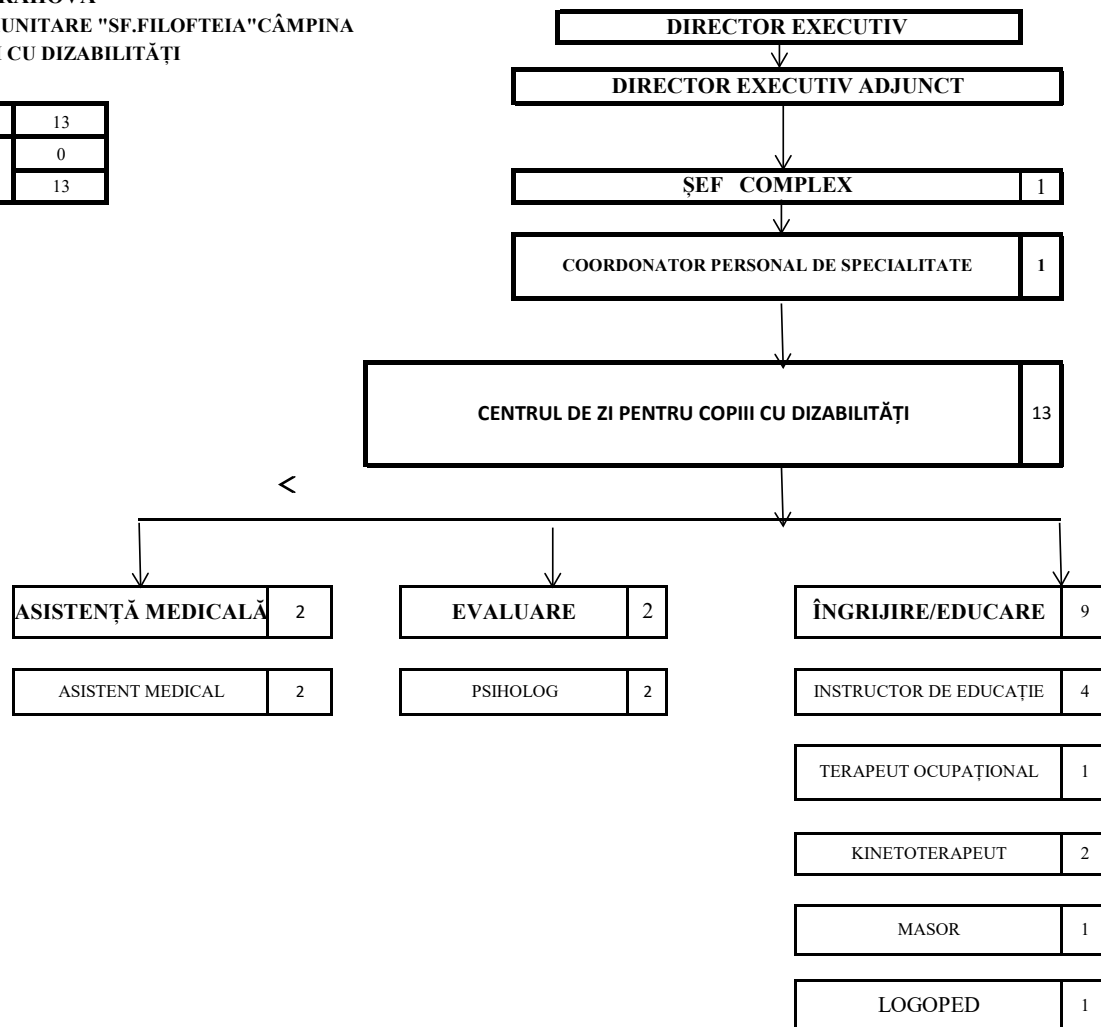 UNITARE "SF.FILOFTEIA"CÂMPINA
CU DIZABILITĂȚI
13
0
13
DIRECTOR EXECUTIV
DIRECTOR EXECUTIV ADJUNCT
ȘEF COMPLEX 1
COORDONATOR PERSONAL DE SPECIALITATE 1
CENTRUL DE ZI PENTRU COPIII CU DIZABILITĂȚI 13
<
ASISTENȚĂ MEDICALĂ 2
ASISTENT MEDICAL 2
EVALUARE 2
PSIHOLOG 2
ÎNGRIJIRE/EDUCARE 9
INSTRUCTOR DE EDUCAȚIE 4
TERAPEUT OCUPAȚIONAL 1
KINETOTERAPEUT 2
MASOR 1
LOGOPED 1